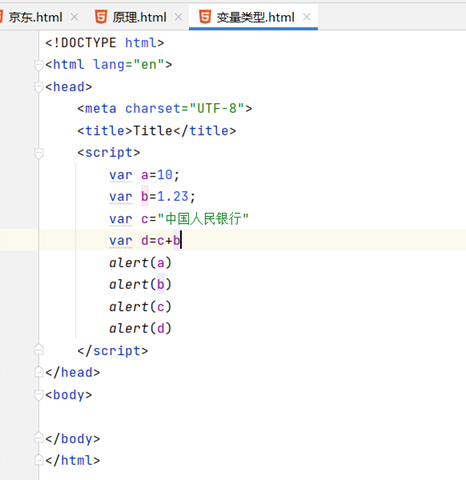 京东.html 原理.html 变量类型.html
<!DOCTYPE html>
<html lang="en">
<head>
    <meta charset="UTF-8">
    <title>Title</title>
    <script>
        var a=10;
        var b=1.23;
        var c="中国人民银行"
        var d=c+b
        alert(a)
        alert(b)
        alert(c)
        alert(d)
    </script>
</head>
<body>

</body>
</html>